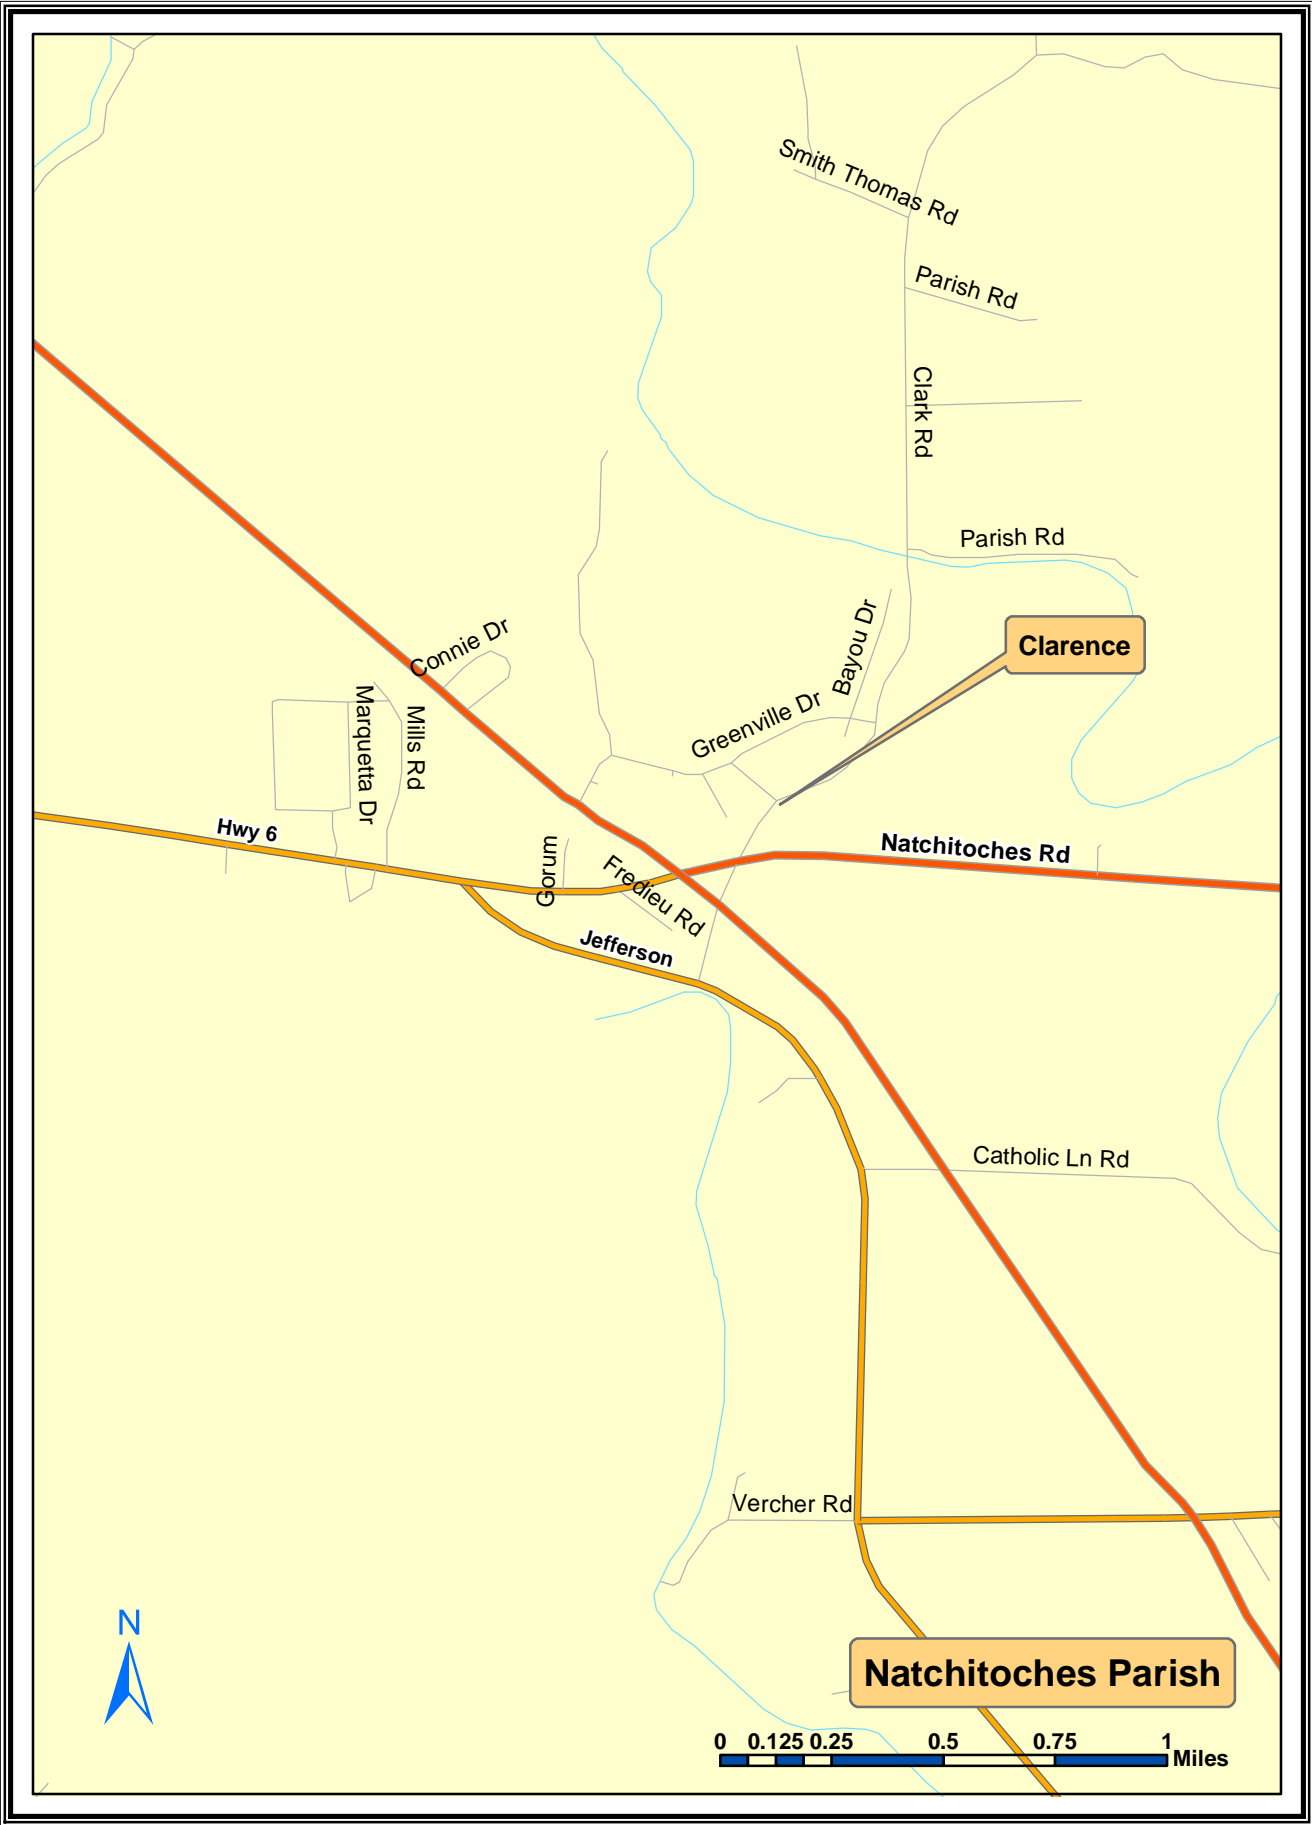 Smith Thomas Rd
Parish Rd
Clark Rd
Parish Rd
Bayou Dr
Connie Dr
Clarence
Greenville Dr
Marquetta Dr
Mills Rd
Hwy 6
Natchitoches Rd
Gorum
Fredieu Rd
Jefferson
Catholic Ln Rd
Vercher Rd
N
Natchitoches Parish
0 0.125 0.25 0.5 0.75 1
Miles